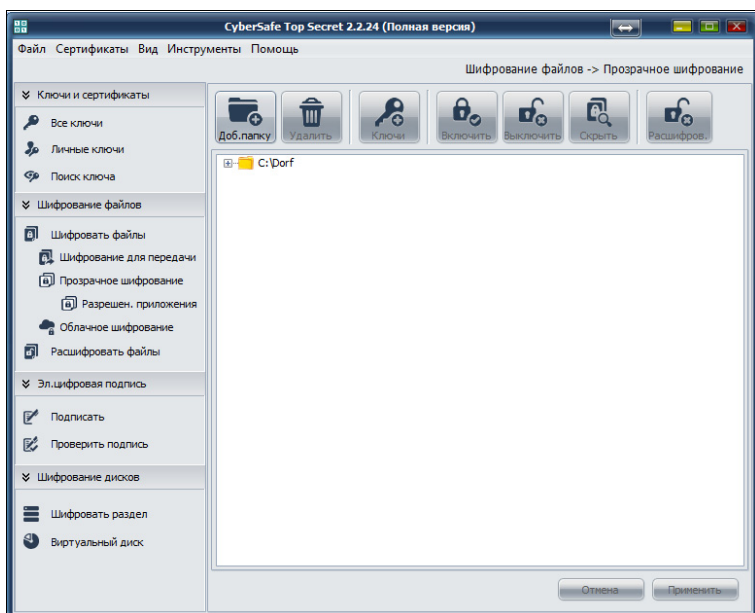 CyberSafe Top Secret 2.2.24 (Полная версия)
Файл Сертификаты Вид Инструменты Помощь
Шифрование файлов -> Прозрачное шифрование
Ключи и сертификаты
Все ключи
Личные ключи
Поиск ключа
Шифрование файлов
Шифровать файлы
Шифрование для передачи
Прозрачное шифрование
Разрешен. приложения
Облачное шифрование
Расшифровать файлы
Эл.цифровая подпись
Подписать
Проверить подпись
Шифрование дисков
Шифровать раздел
Виртуальный диск
Доб.папку Удалить Ключи Включить Выключить Скрыть Расшифров.
C:\Dorf
Отмена Применить